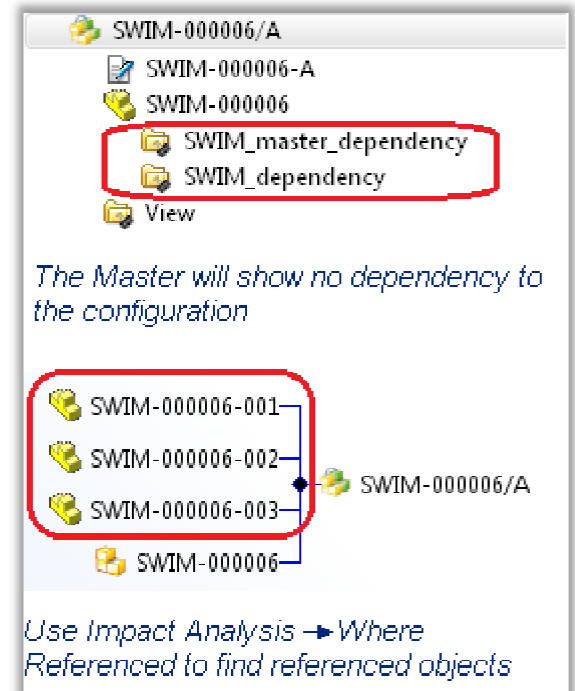 SWIM-000006/A
SWIM-000006-A
SWIM-000006
SWIM_master_dependency
SWIM_dependency
View
The Master will show no dependency to
the configuration
SWIM-000006-001
SWIM-000006-002
SWIM-000006/A
SWIM-000006-003
SWIM-000006
Use Impact Analysis → Where
Referenced to find referenced objects